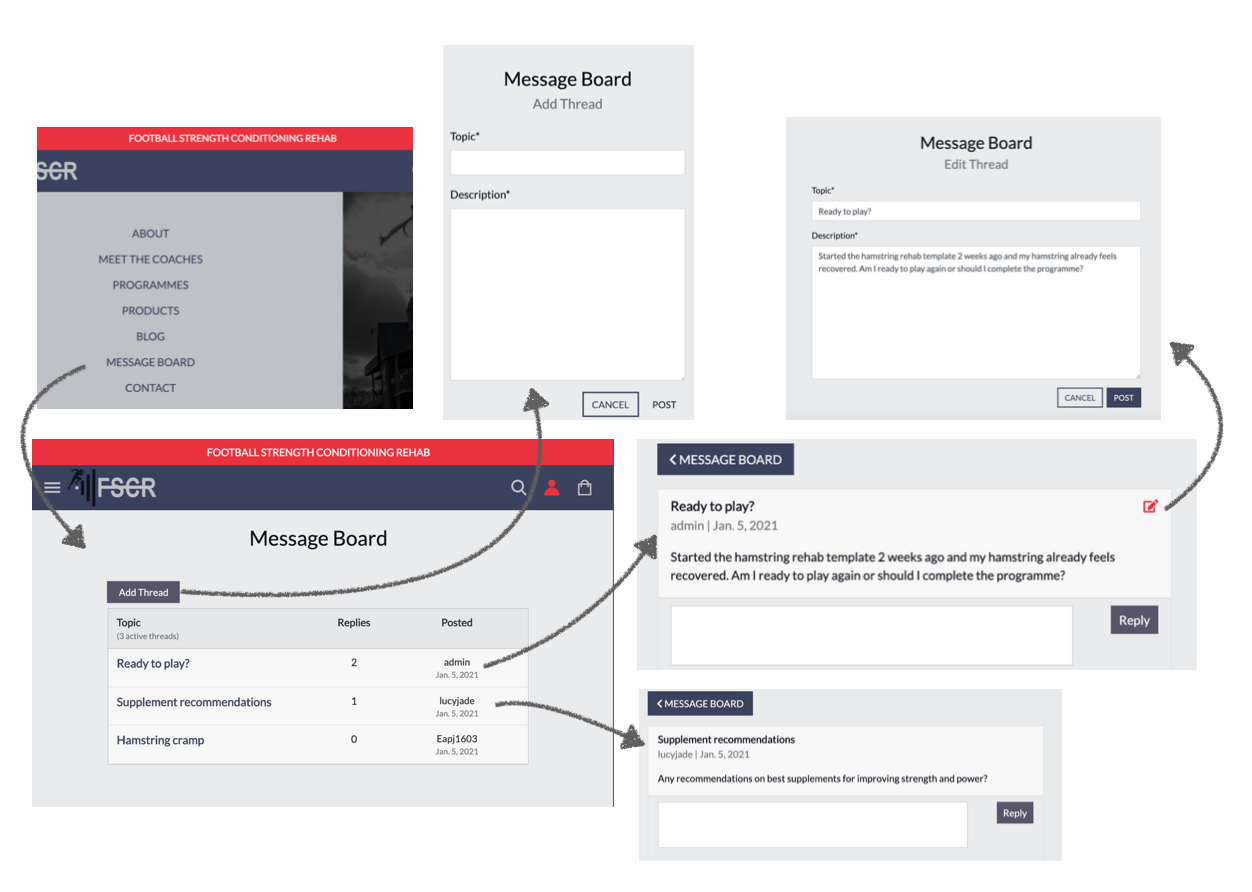 FOOTBALL STRENGTH CONDITIONING REHAB
FSCR
ABOUT
MEET THE COACHES
PROGRAMMES
PRODUCTS
BLOG
MESSAGE BOARD
CONTACT
Message Board
Add Thread
Topic*
Description*
CANCEL POST
Message Board
Edit Thread
Topic*
Ready to play?
Description*
Started the hamstring rehab template 2 weeks ago and my hamstring already feels
recovered. Am I ready to play again or should I complete the programme?
CANCEL POST
FOOTBALL STRENGTH CONDITIONING REHAB
FSCR
Message Board
Add Thread
Topic Replies Posted
(3 active threads)
Ready to play? 2 admin
Jan. 5, 2021
Supplement recommendations 1 lucyjade
Jan. 5, 2021
Hamstring cramp 0 Eapj1603
Jan. 5, 2021
MESSAGE BOARD
Ready to play?
admin | Jan. 5, 2021
Started the hamstring rehab template 2 weeks ago and my hamstring already feels
recovered. Am I ready to play again or should I complete the programme?
Reply
MESSAGE BOARD
Supplement recommendations
lucyjade | Jan. 5, 2021
Any recommendations on best supplements for improving strength and power?
Reply